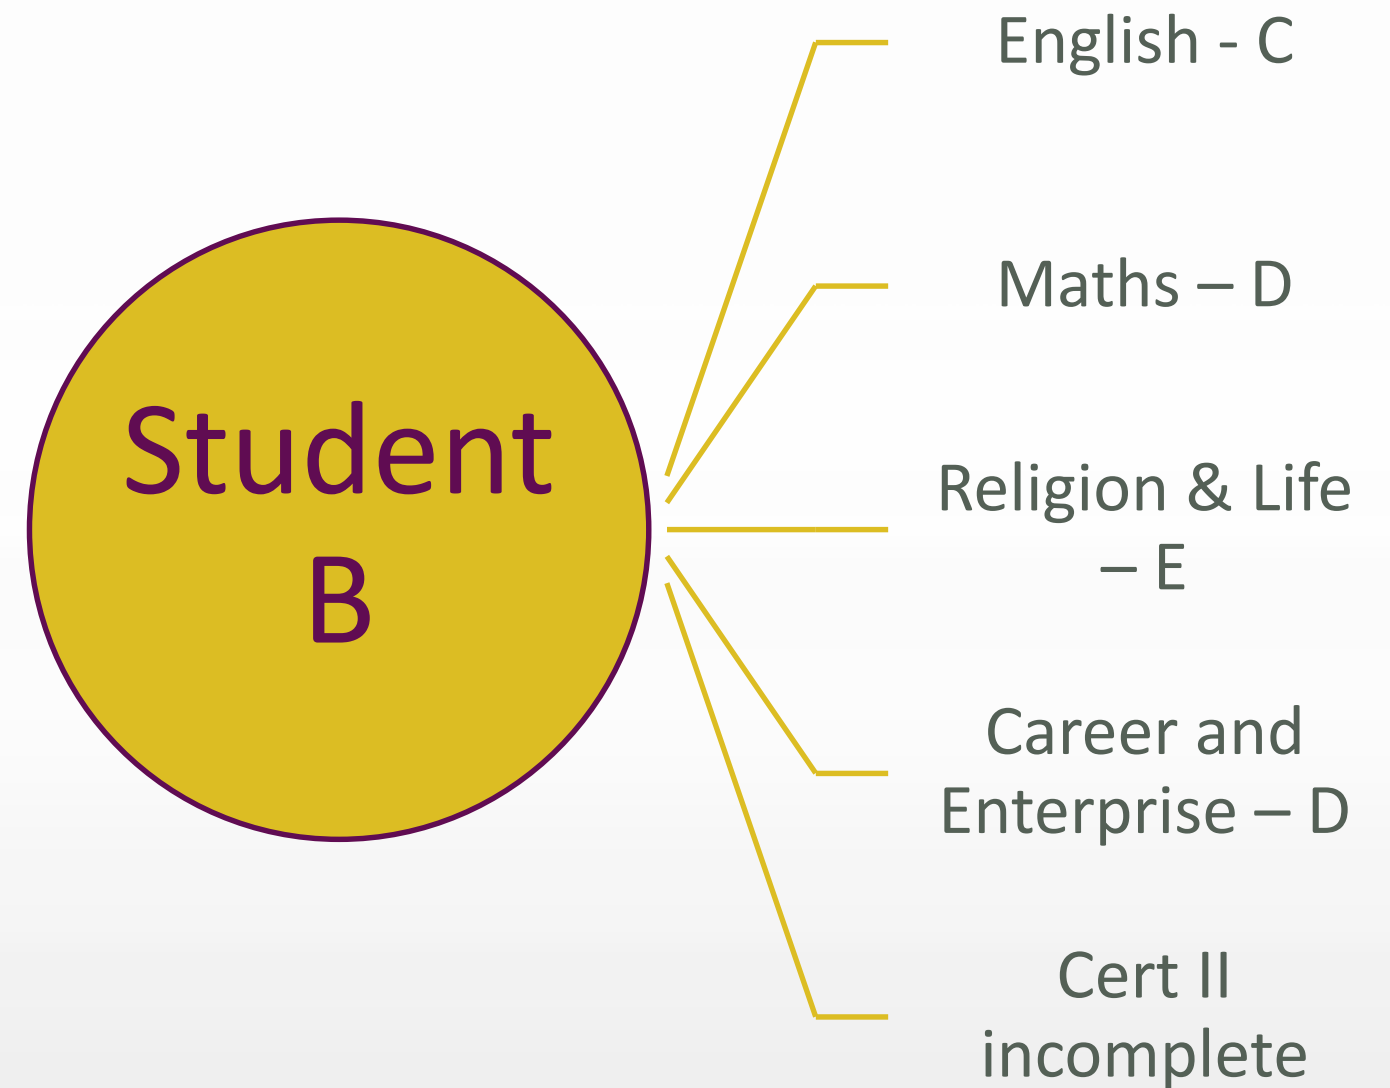 Student
B
English - C
Maths – D
Religion & Life
– E
Career and
Enterprise – D
Cert II
incomplete